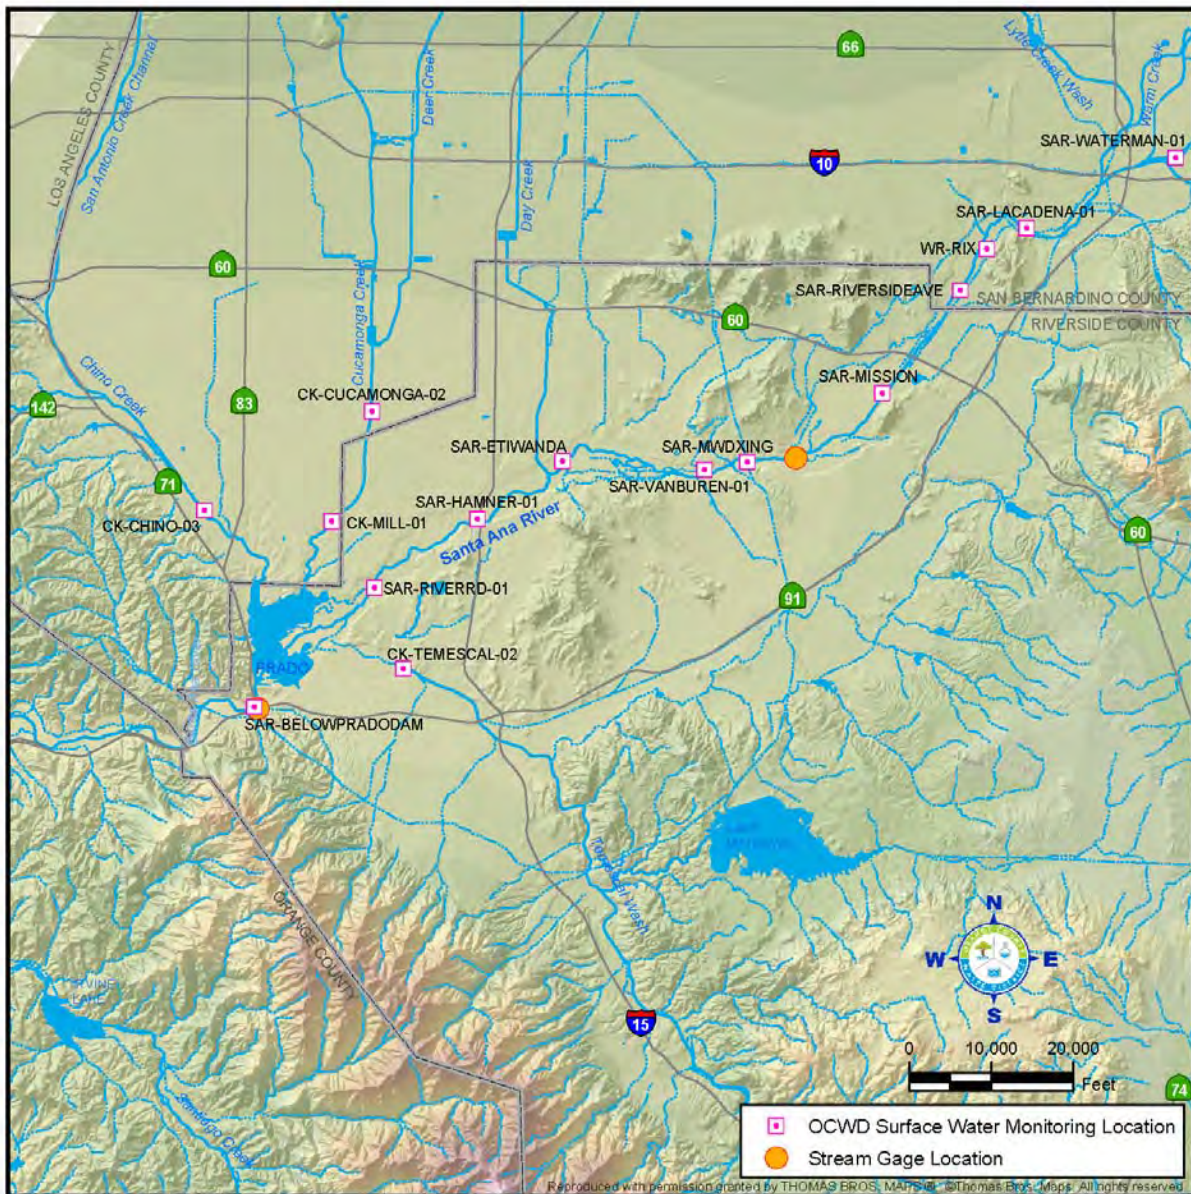 66
Lytle Creek Wash
Warm Creek
LOS ANGELES COUNTY
San Antonio Creek Channel
Deer Creek
SAR-WATERMAN-01
10
Day Creek
SAR-LACADENA-01
WR-RIX
60
SAR-RIVERSIDEAVE
SAN BERNARDINO COUNTY
RIVERSIDE COUNTY
60
Cucamonga Creek
Chino Creek
SAR-MISSION
142
83
CK-CUCAMONGA-02
SAR-ETIWANDA
SAR-MWDXING
71
SAR-VANBUREN-01
SAR-HAMNER-01
CK-CHINO-03
CK-MILL-01
Santa Ana River
60
SAR-RIVERRD-01
91
CK-TEMESCAL-02
PRADO
SAR-BELOWPRADODAM
Temescal Wash
ORANGE COUNTY
IRVINE
LAKE
N
W
E
S
15
0
10,000
20,000
Feet
74
Santiago Creek
OCWD Surface Water Monitoring Location
Stream Gage Location
Reproduced with permission granted by THOMAS BROS. MAPS ®. ©Thomas Bros. Maps. All rights reserved